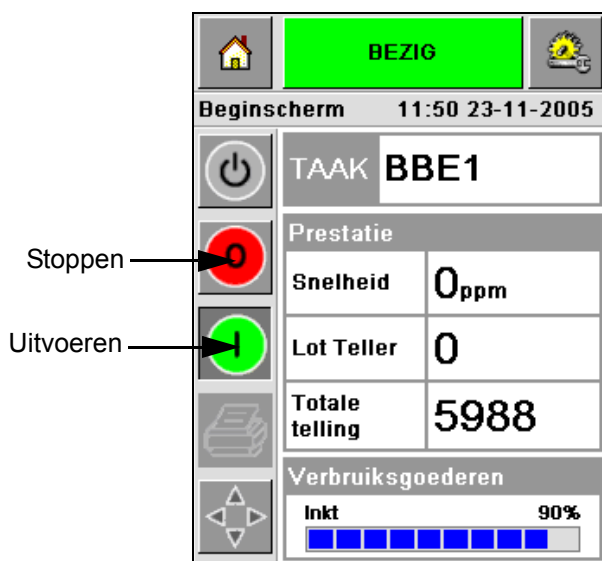 BEZIG
Beginscherm 11:50 23-11-2005
TAAK BBE1
Prestatie
Stoppen
O
Snelheid 0ppm
Uitvoeren
I
Lot Teller 0
Totale telling 5988
Verbruiksgoederen
Inkt 90%